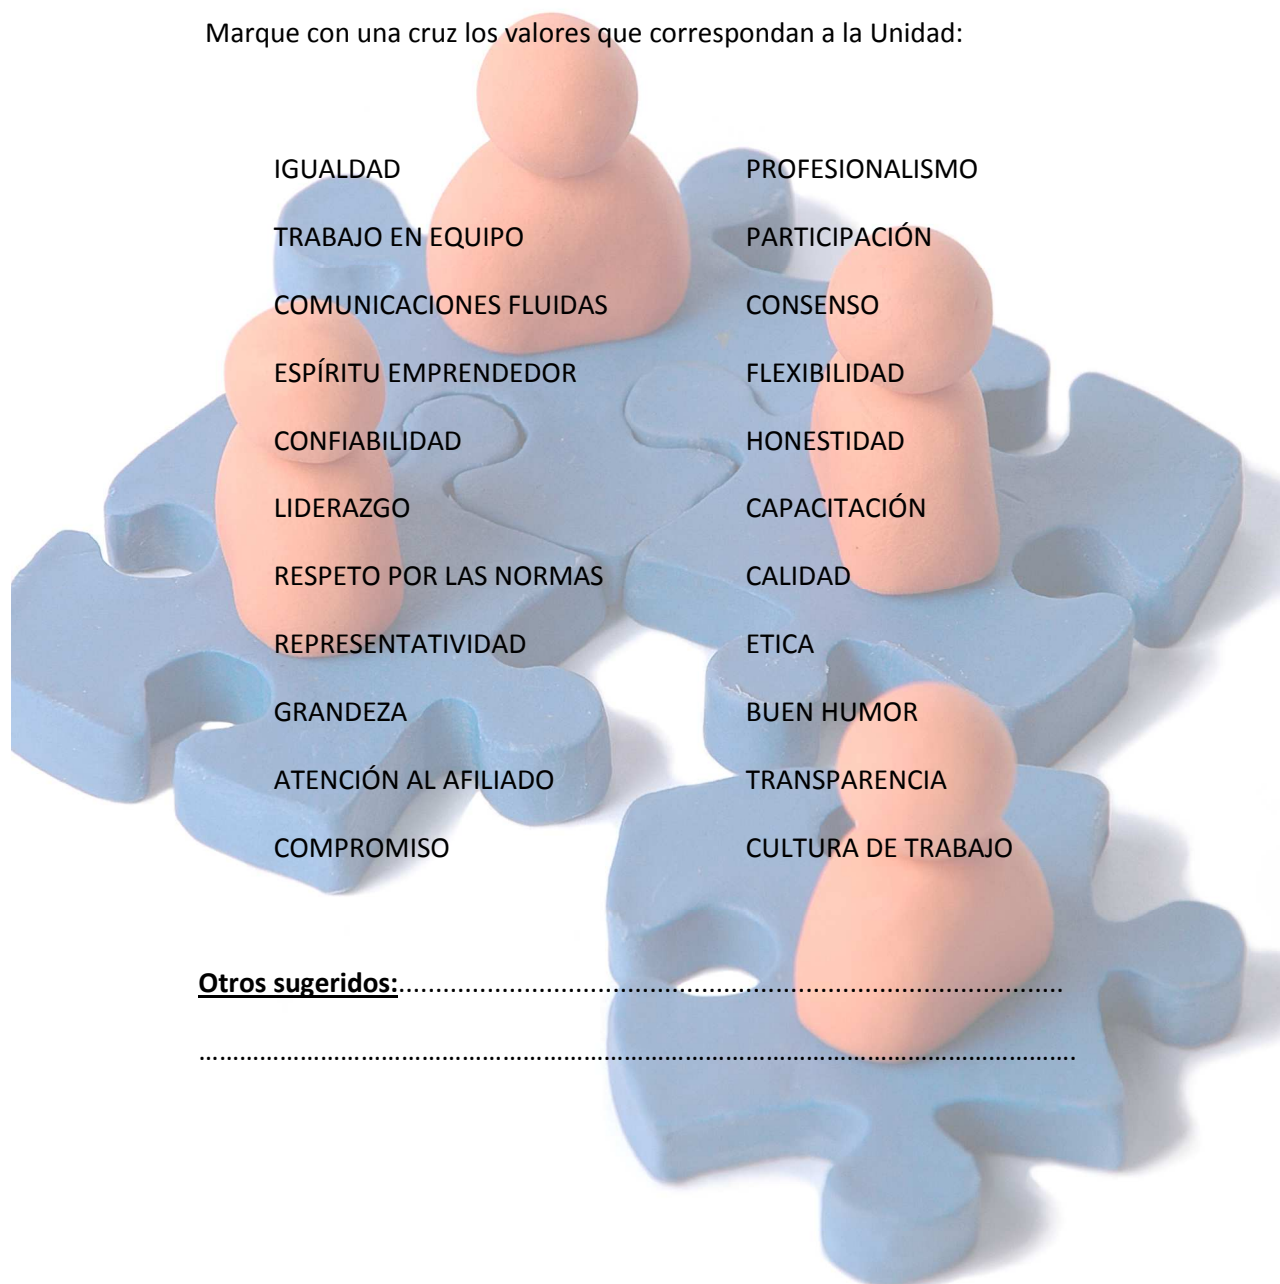 Marque con una cruz los valores que correspondan a la Unidad:
IGUALDAD PROFESIONALISMO
TRABAJO EN EQUIPO PARTICIPACIÓN
COMUNICACIONES FLUIDAS CONSENSO
ESPÍRITU EMPRENDEDOR FLEXIBILIDAD
CONFIABILIDAD HONESTIDAD
LIDERAZGO CAPACITACIÓN
RESPETO POR LAS NORMAS CALIDAD
REPRESENTATIVIDAD ETICA
GRANDEZA BUEN HUMOR
ATENCIÓN AL AFILIADO TRANSPARENCIA
COMPROMISO CULTURA DE TRABAJO
Otros sugeridos:..........................................................................................
……………………………………………………………………………………………………………………….